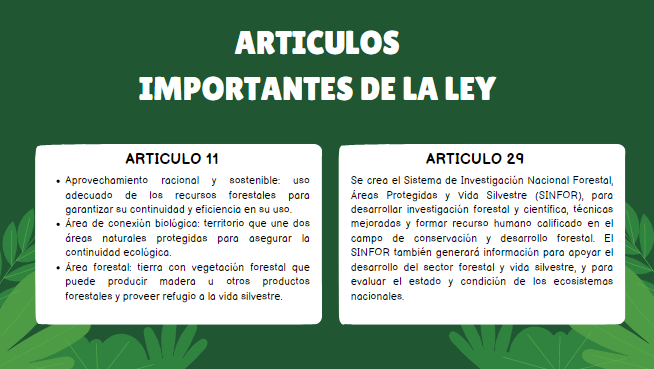 ARTICULOS
IMPORTANTES DE LA LEY
ARTICULO 11
• Aprovechamiento racional y sostenible: uso
adecuado de los recursos forestales para
garantizar su continuidad y eficiencia en su uso.
• Área de conexión biológica: territorio que une dos
áreas naturales protegidas para asegurar la
continuidad ecológica.
• Área forestal: tierra con vegetación forestal que
puede producir madera u otros productos
forestales y proveer refugio a la vida silvestre.
ARTICULO 29
Se crea el Sistema de Investigación Nacional Forestal,
Áreas Protegidas y Vida Silvestre (SINFOR), para
desarrollar investigación forestal y científica, técnicas
mejoradas y formar recurso humano calificado en el
campo de conservación y desarrollo forestal. El
SINFOR también generará información para apoyar el
desarrollo del sector forestal y vida silvestre, y para
evaluar el estado y condición de los ecosistemas
nacionales.